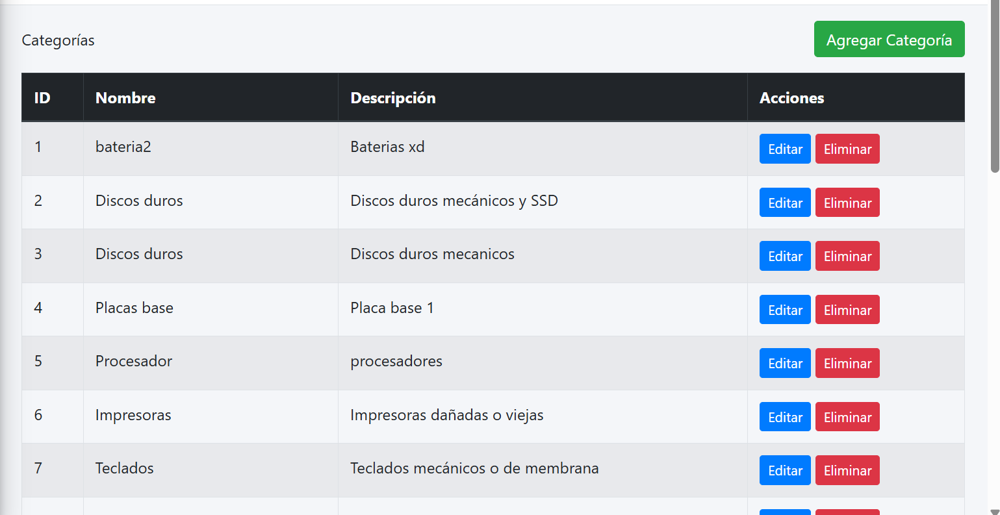 Categorías
Agregar Categoría
ID Nombre Descripción Acciones
1 bateria2 Baterias xd Editar Eliminar
2 Discos duros Discos duros mecánicos y SSD Editar Eliminar
3 Discos duros Discos duros mecanicos Editar Eliminar
4 Placas base Placa base 1 Editar Eliminar
5 Procesador procesadores Editar Eliminar
6 Impresoras Impresoras dañadas o viejas Editar Eliminar
7 Teclados Teclados mecánicos o de membrana Editar Eliminar